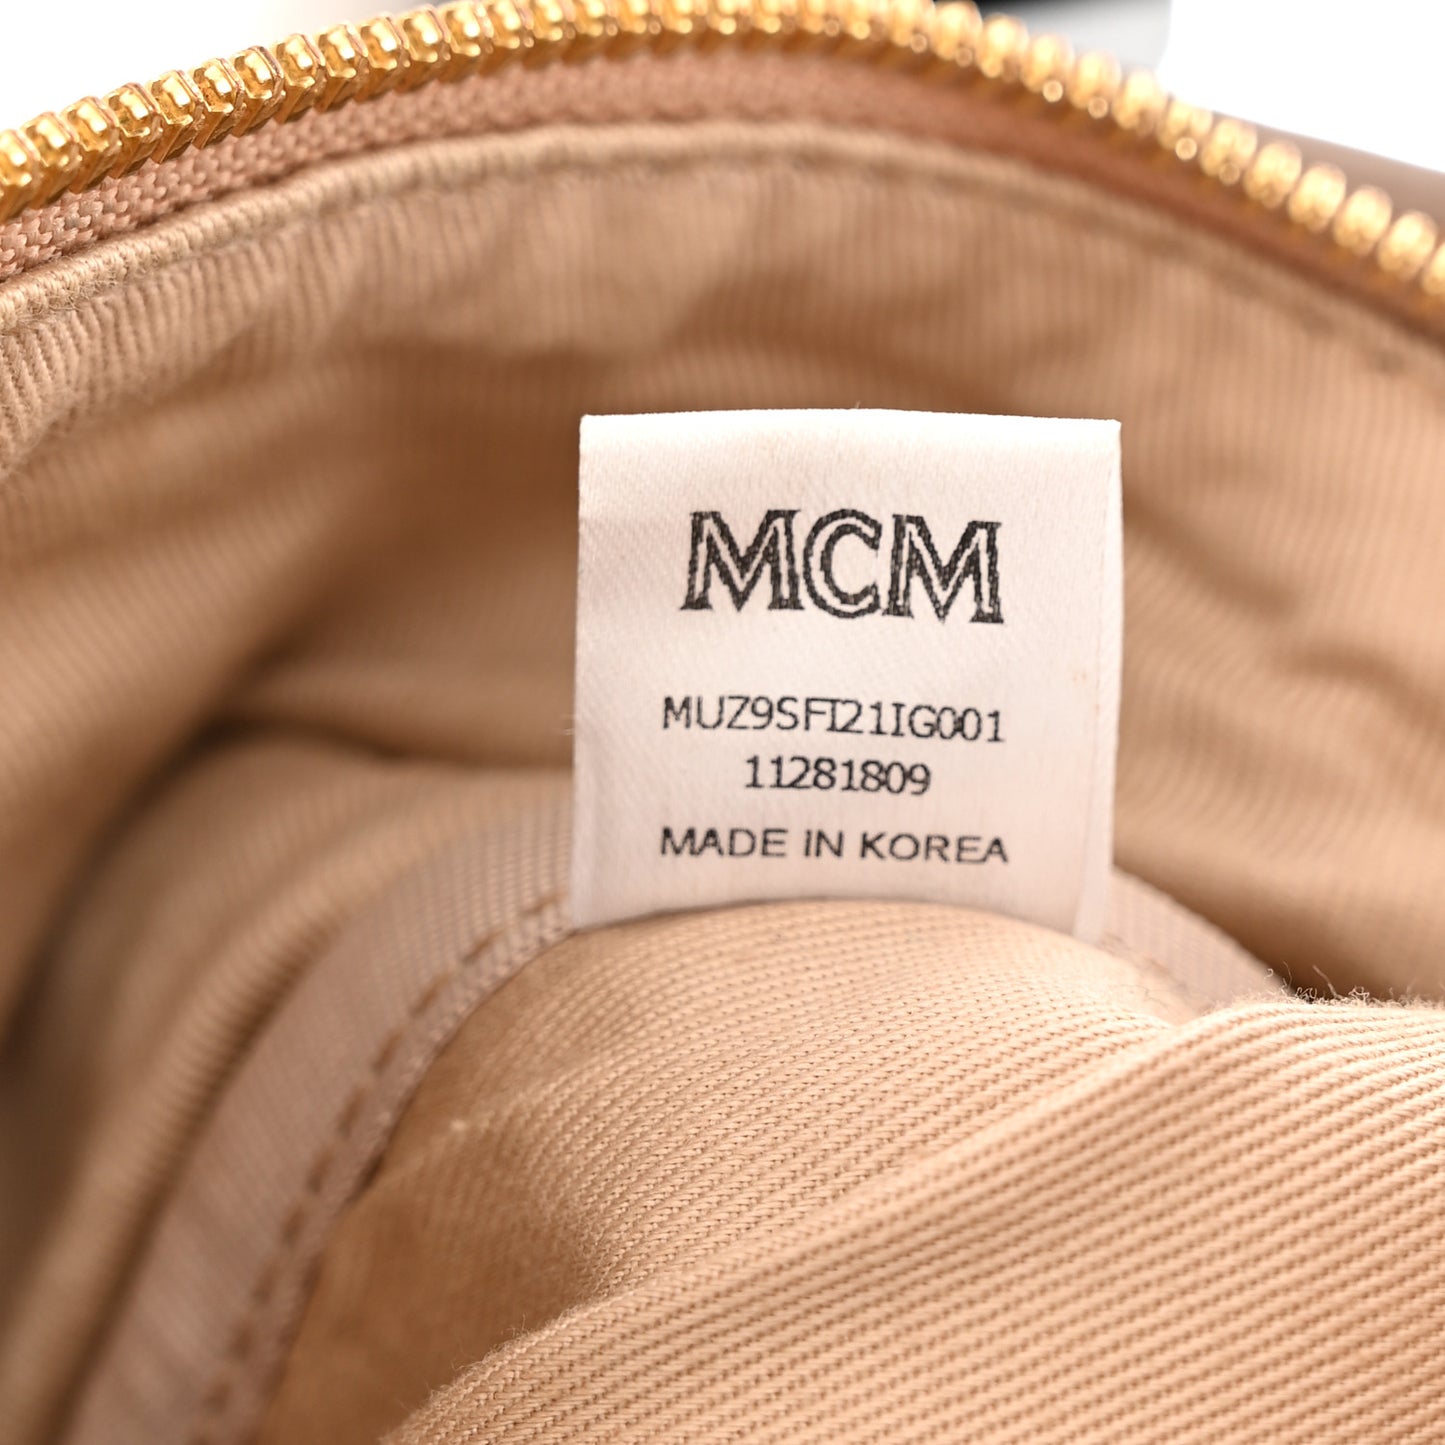 MCM
MUZ9SFI21IG001
11281809
MADE IN KOREA